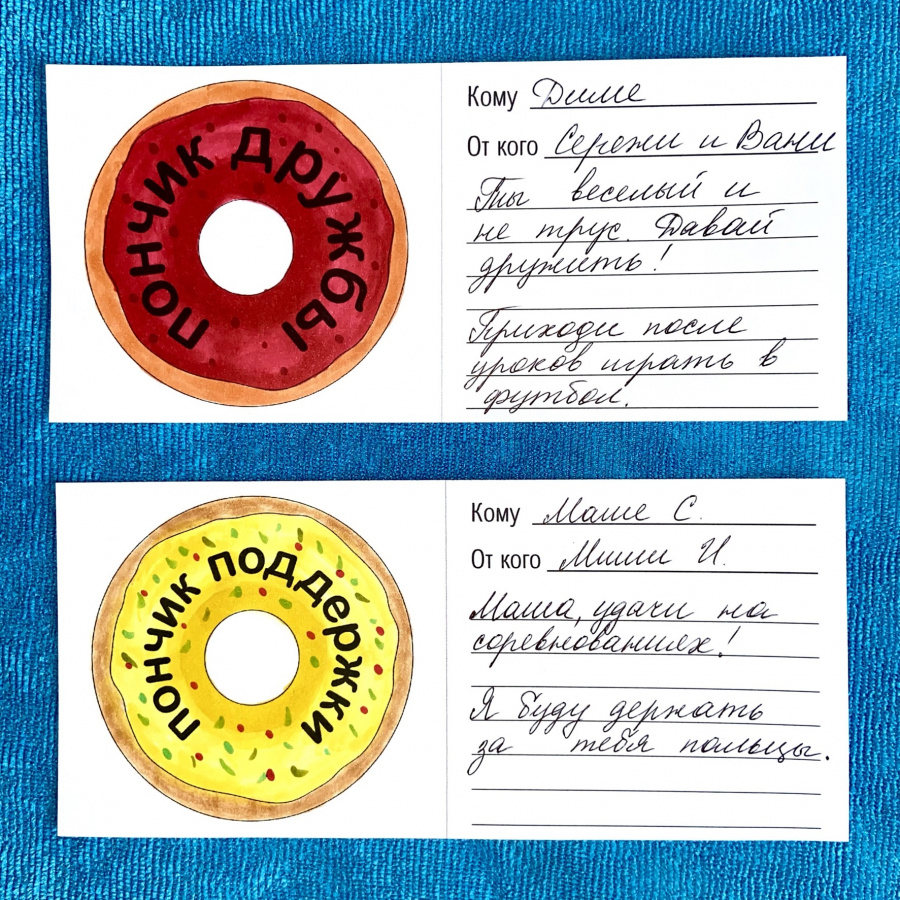 пончик дружбы
Кому Диме
От кого Сережи и Вани
Ты веселый и
не трус. Давай
дружить!
Приходи после
уроков играть в
футбол.
пончик поддержки
Кому Маше С.
От кого Миши И.
Маша, удачи на
соревнованиях!
Я буду держать
за тебя пальцы.